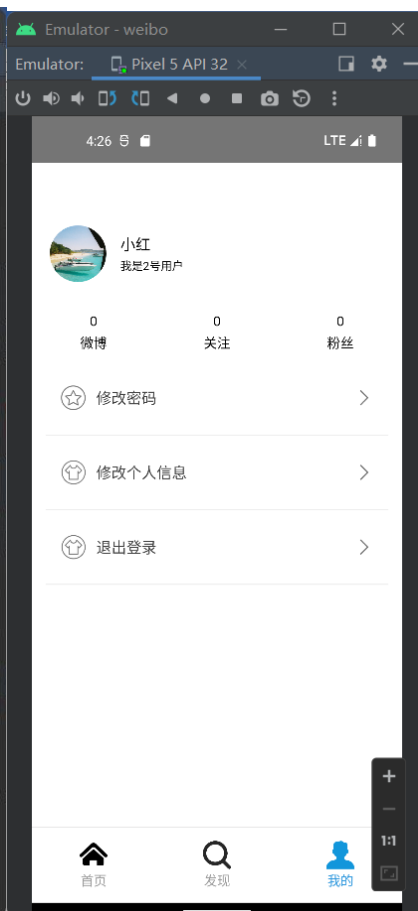 Emulator - weibo
Emulator: Pixel 5 API 32
4:26 LTE
小红
我是2号用户
0 0 0
微博 关注 粉丝
修改密码
修改个人信息
退出登录
1:1
首页 发现 我的